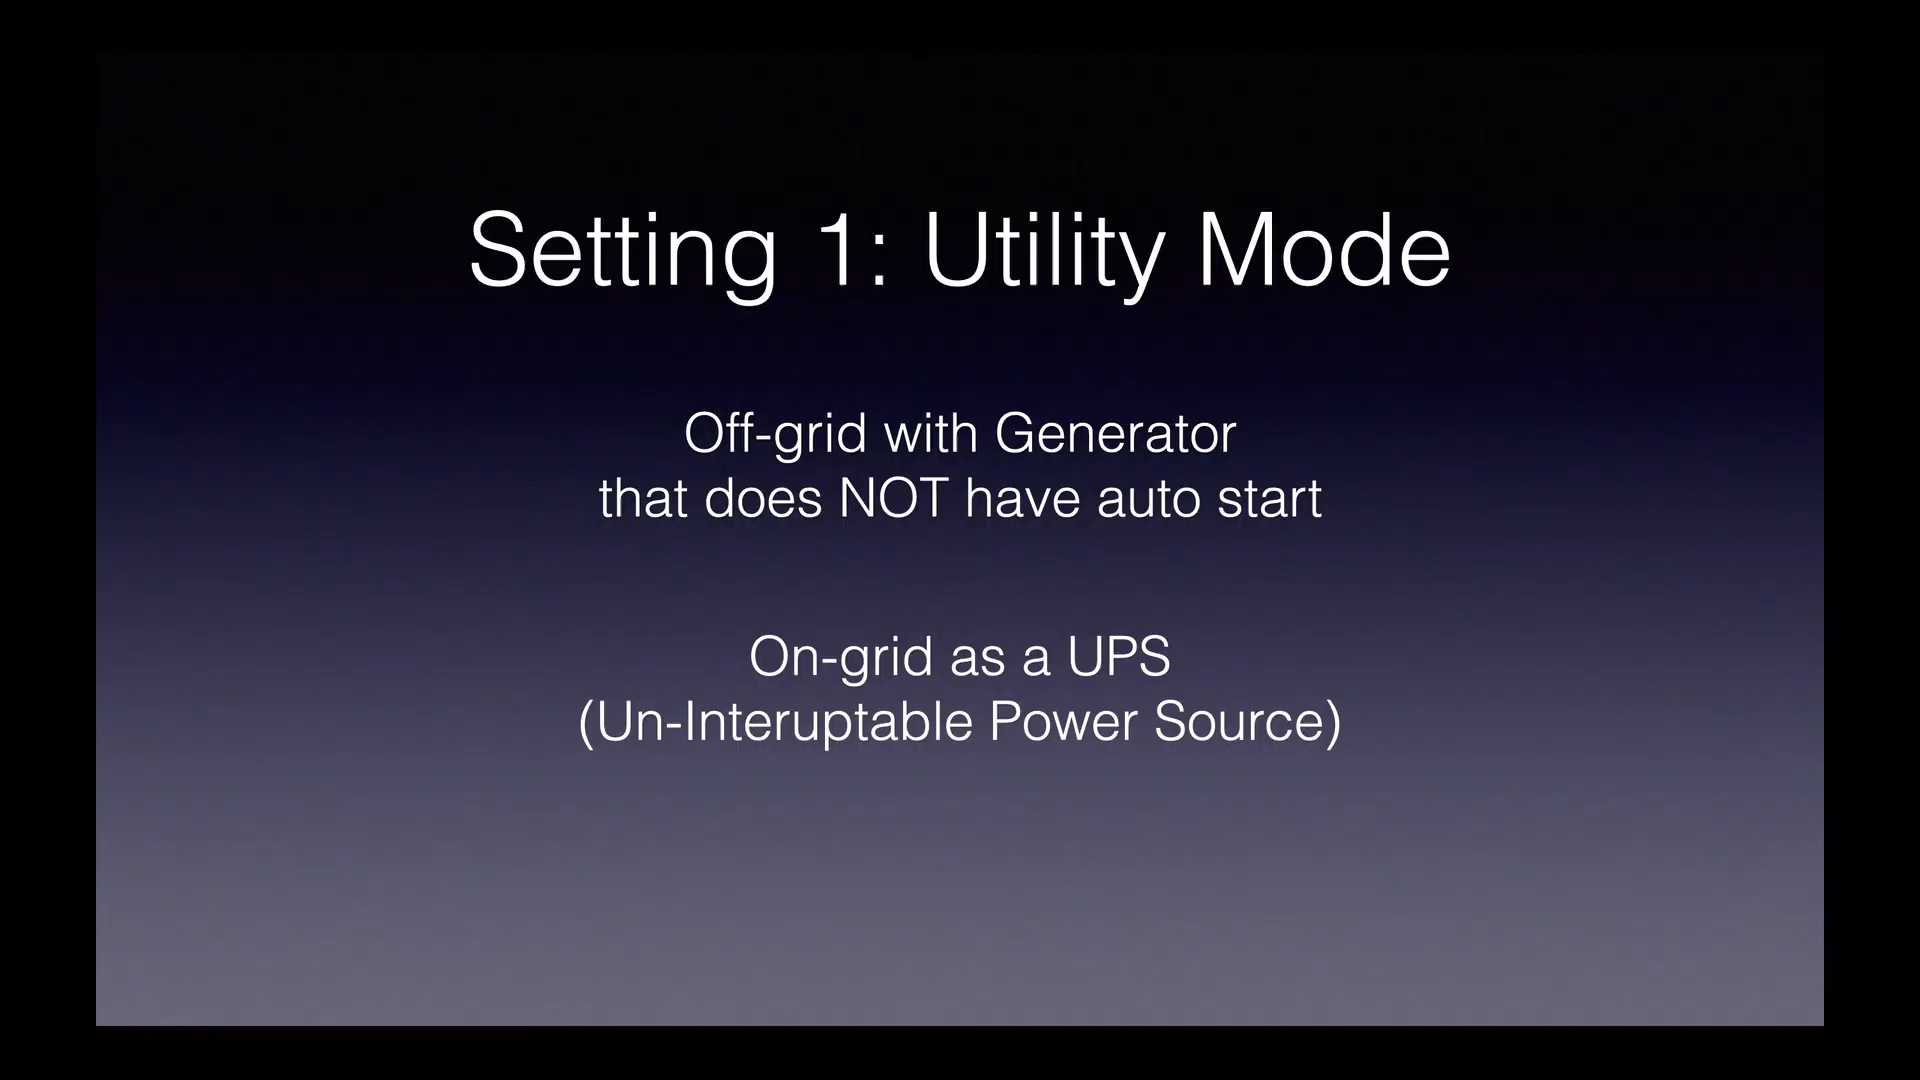 Setting 1: Utility Mode
Off-grid with Generator
that does NOT have auto start
On-grid as a UPS
(Un-Interuptable Power Source)